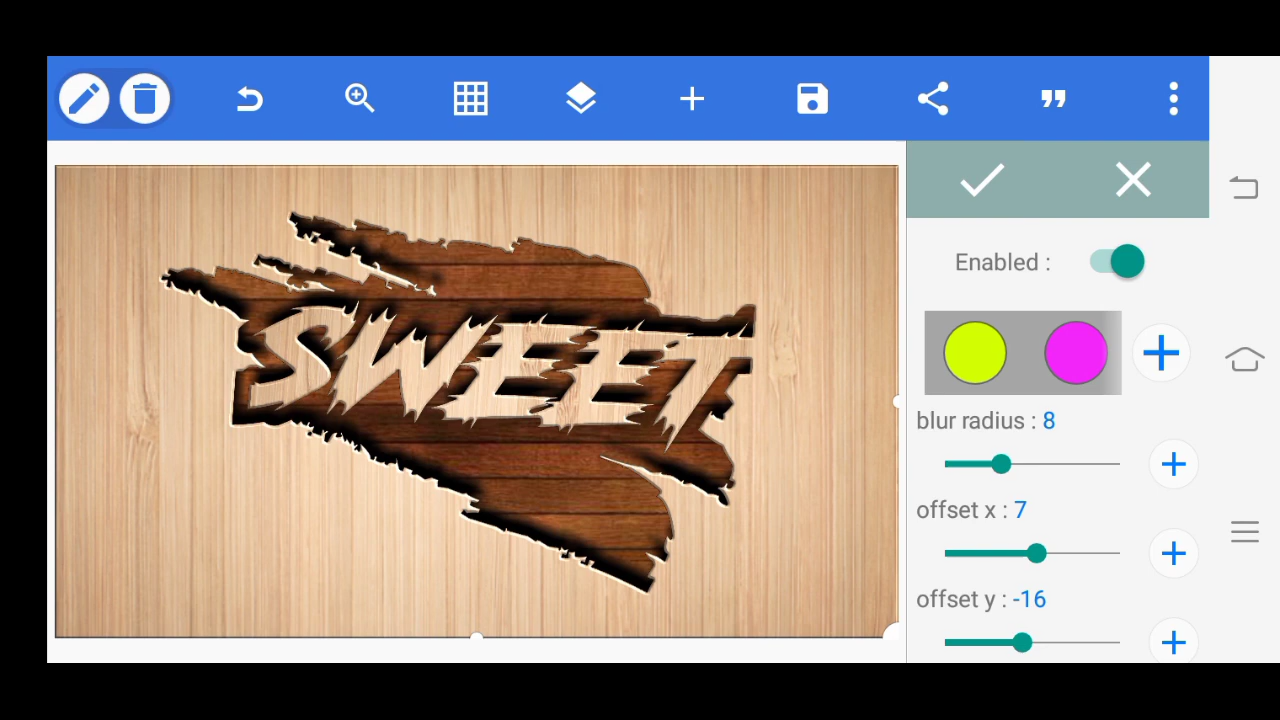 Enabled :
SWEET
blur radius : 8
offset x : 7
offset y : -16